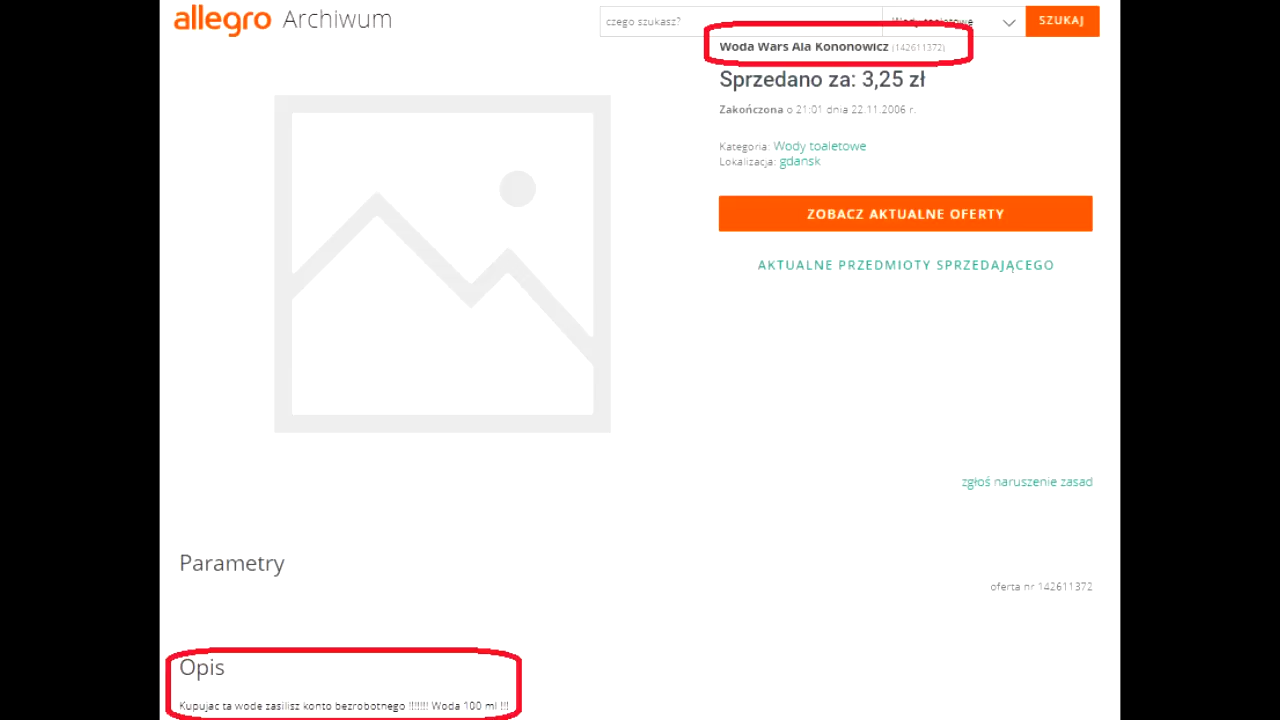 allegro Archiwum
czego szukasz? Wody toaletowe SZUKAJ
Woda Wars Ala Kononowicz (142611372)
Sprzedano za: 3,25 zł
Zakończona o 21:01 dnia 22.11.2006 r.
Kategoria: Wody toaletowe
Lokalizacja: gdansk
ZOBACZ AKTUALNE OFERTY
AKTUALNE PRZEDMIOTY SPRZEDAJĄCEGO
zgłoś naruszenie zasad
Parametry
oferta nr 142611372
Opis
Kupujac ta wode zasilisz konto bezrobotnego !!!!!!! Woda 100 ml !!!